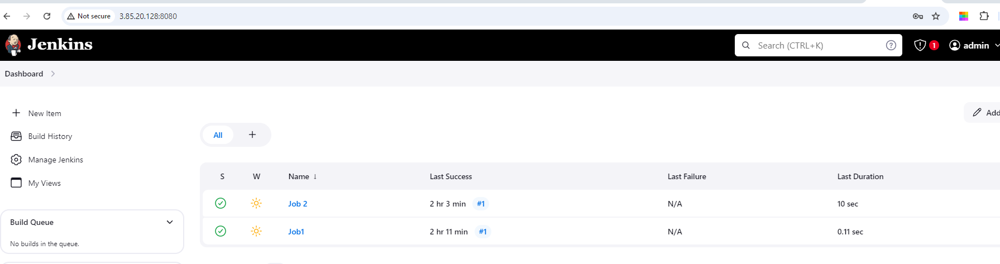 Not secure 3.85.20.128:8080
Jenkins
Search (CTRL+K)
1
admin
Dashboard
New Item
Add
Build History
All
Manage Jenkins
My Views
S W Name ↓ Last Success Last Failure Last Duration
Job 2 2 hr 3 min #1 N/A 10 sec
Job1 2 hr 11 min #1 N/A 0.11 sec
Build Queue
No builds in the queue.